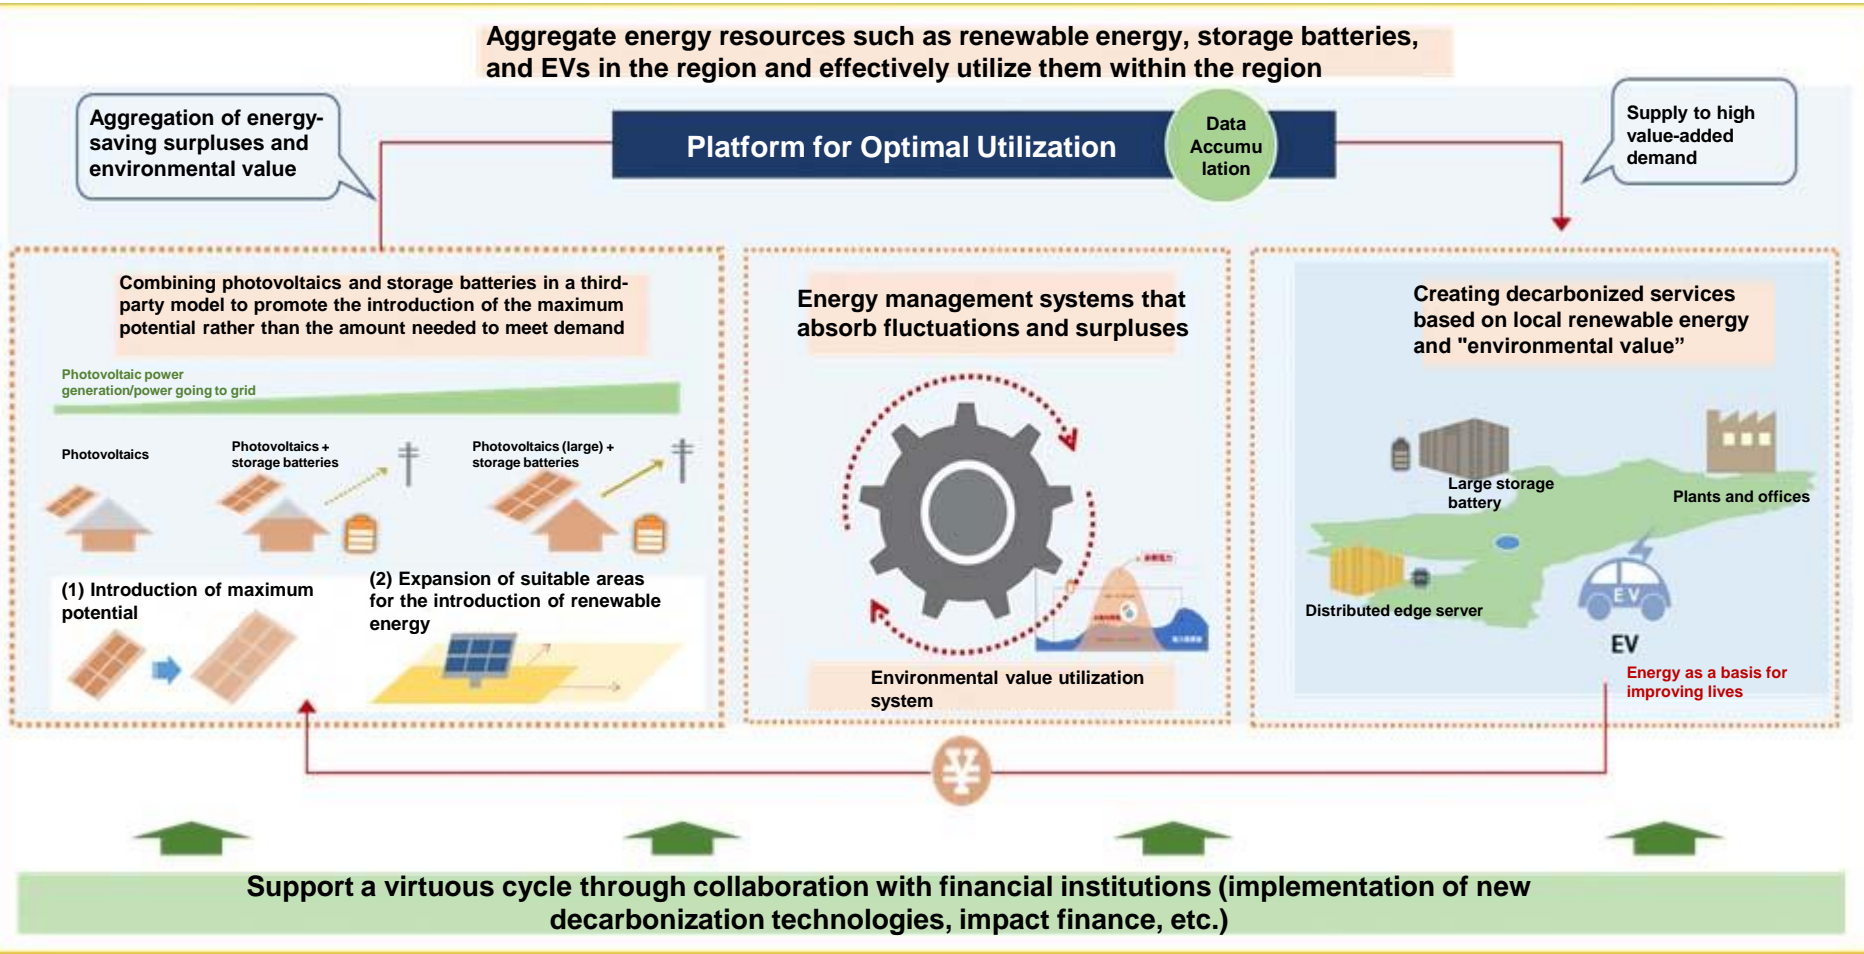 Aggregate energy resources such as renewable energy, storage batteries,
and EVs in the region and effectively utilize them within the region
Aggregation of energy-
saving surpluses and
environmental value
Platform for Optimal Utilization
Data
Accumu
lation
Supply to high
value-added
demand
Combining photovoltaics and storage batteries in a third-
party model to promote the introduction of the maximum
potential rather than the amount needed to meet demand
Photovoltaic power
generation/power going to grid
Photovoltaics
Photovoltaics +
storage batteries
Photovoltaics (large) +
storage batteries
(1) Introduction of maximum
potential
(2) Expansion of suitable areas
for the introduction of renewable
energy
Energy management systems that
absorb fluctuations and surpluses
Environmental value utilization
system
Creating decarbonized services
based on local renewable energy
and "environmental value”
Large storage
battery
Plants and offices
Distributed edge server
EV
EV
Energy as a basis for
improving lives
¥
Support a virtuous cycle through collaboration with financial institutions (implementation of new
decarbonization technologies, impact finance, etc.)